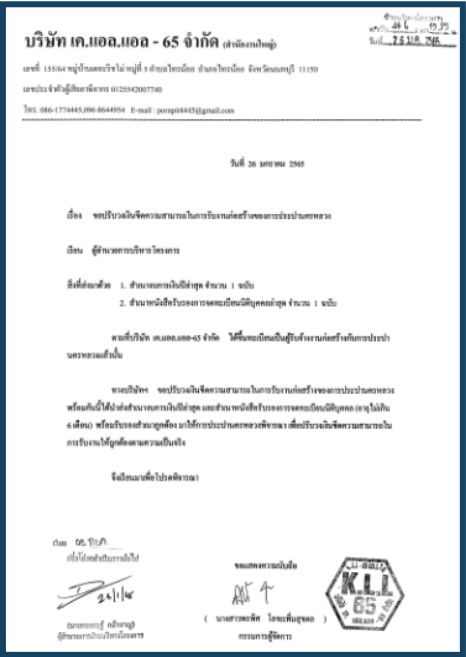 บริษัท เค.แอล.แอล - 65 จำกัด (สำนักงานใหญ่)
เลขที่ 155/64 หมู่บ้านเดอะริชโม่ หมู่ที่ 5 ตำบลไทรน้อย อำเภอไทรน้อย จังหวัดนนทบุรี 11150
เลขประจำตัวผู้เสียภาษีอากร 0125542007740
โทร. 086-1774445,096-8644954 E-mail : pornpit4445@gmail.com
วันที่ 26 ม.ค. 2565
วันที่ 26 มกราคม 2565
เรื่อง ขอปรับวงเงินขีดความสามารถในการรับงานก่อสร้างของการประปานครหลวง
เรียน ผู้อำนวยการบริหารโครงการ
สิ่งที่ส่งมาด้วย 1. สำเนางบการเงินปีล่าสุด จำนวน 1 ฉบับ
2. สำเนาหนังสือรับรองการจดทะเบียนนิติบุคคลล่าสุด จำนวน 1 ฉบับ
ตามที่บริษัท เค.แอล.แอล-65 จำกัด ได้ขึ้นทะเบียนเป็นผู้รับจ้างงานก่อสร้างกับการประปา
นครหลวงแล้วนั้น
ทางบริษัทฯ ขอปรับวงเงินขีดความสามารถในการรับงานก่อสร้างของการประปานครหลวง
พร้อมกันนี้ได้นำส่งสำเนางบการเงินปีล่าสุด และสำเนาหนังสือรับรองการจดทะเบียนนิติบุคคล (อายุไม่เกิน
6 เดือน) พร้อมรับรองสำเนาถูกต้อง มาให้การประปานครหลวงพิจารณา เพื่อปรับวงเงินขีดความสามารถใน
การรับงานให้ถูกต้องตามความเป็นจริง
จึงเรียนมาเพื่อโปรดพิจารณา
เรียน
เพื่อโปรดดำเนินการต่อไป
26/1/65
ผู้อำนวยการฝ่ายบริหารโครงการ
ขอแสดงความนับถือ
กรรมการผู้จัดการ
K.L.L
65